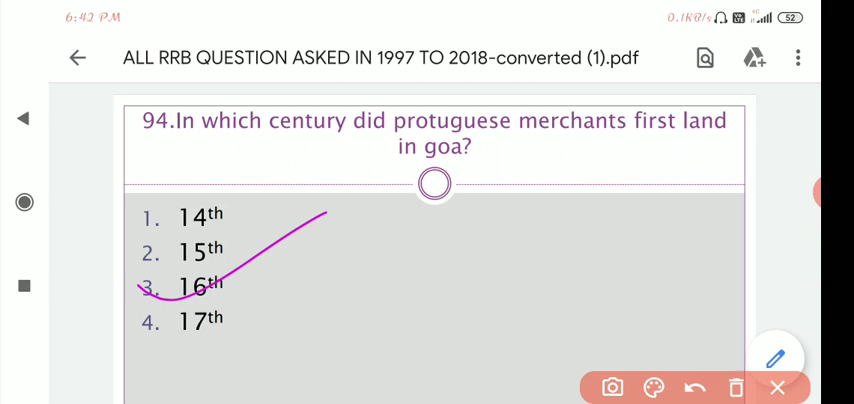 6:42 PM 0.1KB/s 4G 52
ALL RRB QUESTION ASKED IN 1997 TO 2018-converted (1).pdf
94.In which century did protuguese merchants first land
in goa?
1. 14th
2. 15th
3. 16th
4. 17th